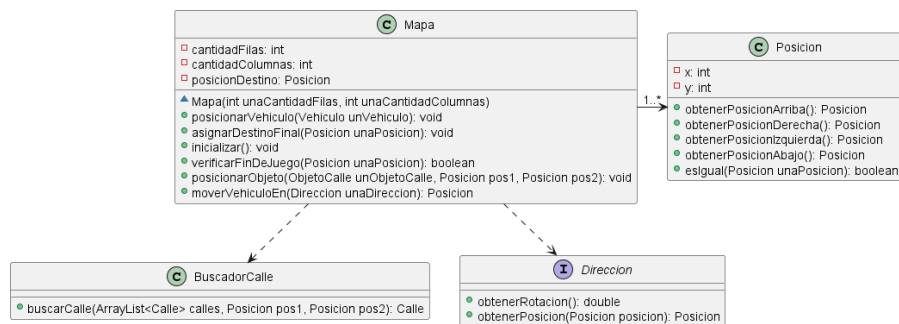 C Mapa
cantidadFilas: int
cantidadColumnas: int
posicionDestino: Posicion
Mapa(int unaCantidadFilas, int unaCantidadColumnas)
posicionarVehiculo(Vehiculo unVehiculo): void
asignarDestinoFinal(Posicion unaPosicion): void
inicializar(): void
verificarFinDeJuego(Posicion unaPosicion): boolean
posicionarObjeto(ObjetoCalle unObjetoCalle, Posicion pos1, Posicion pos2): void
moverVehiculoEn(Direccion unaDireccion): Posicion
1..*
C Posicion
x: int
y: int
obtenerPosicionArriba(): Posicion
obtenerPosicionDerecha(): Posicion
obtenerPosicionIzquierda(): Posicion
obtenerPosicionAbajo(): Posicion
esIgual(Posicion unaPosicion): boolean
C BuscadorCalle
buscarCalle(ArrayList<Calle> calles, Posicion pos1, Posicion pos2): Calle
I Direccion
obtenerRotacion(): double
obtenerPosicion(Posicion posicion): Posicion